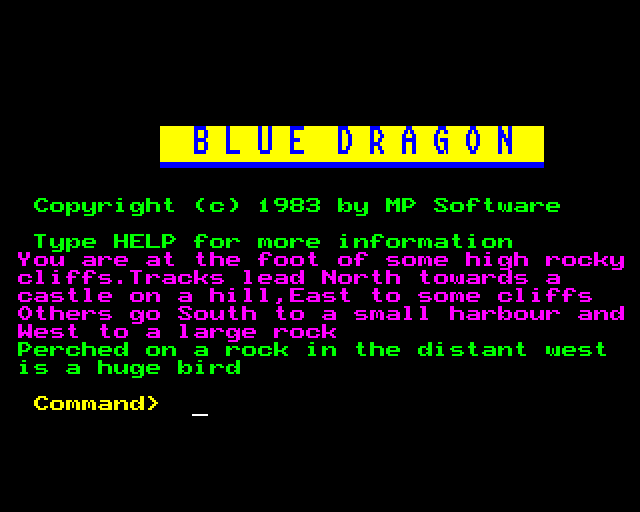 BLUE DRAGON
Copyright (c) 1983 by MP Software
Type HELP for more information
You are at the foot of some high rocky
cliffs.Tracks lead North towards a
castle on a hill,East to some cliffs
Others go South to a small harbour and
West to a large rock
Perched on a rock in the distant west
is a huge bird
Command> _